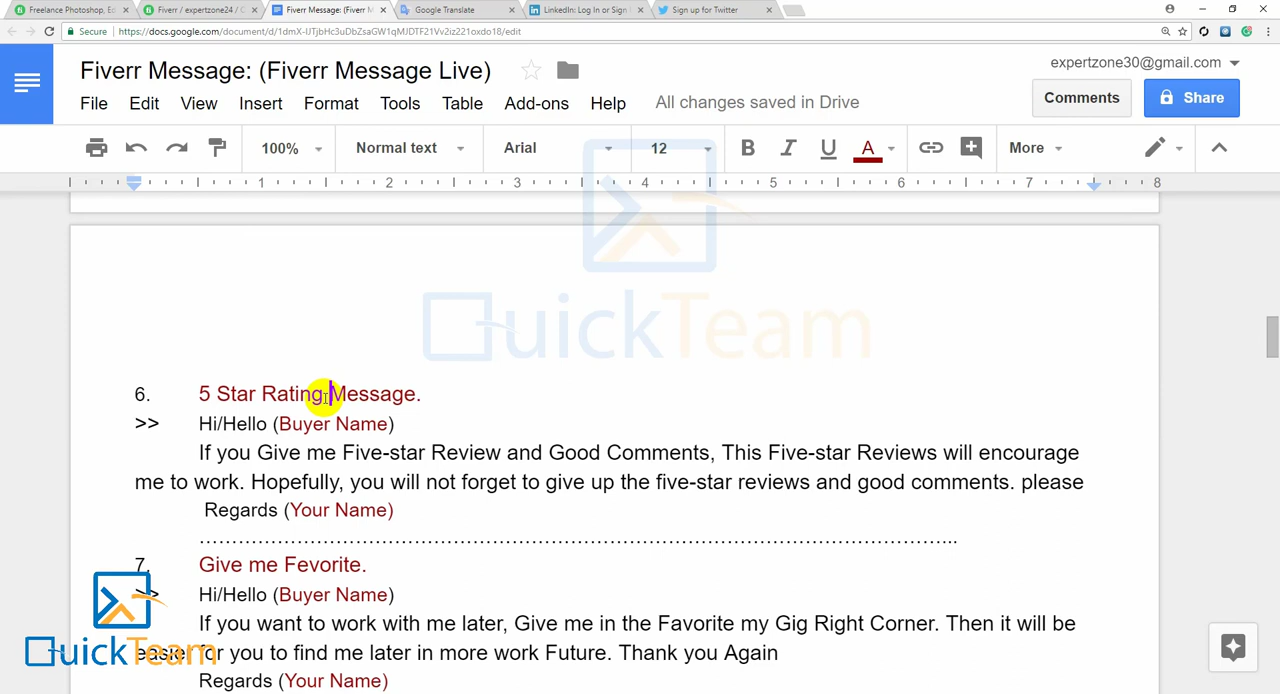 Freelance Photoshop, Ed
Fiverr / expertzone24 / C
Fiverr Message: (Fiverr M
Google Translate
LinkedIn: Log In or Sign
Sign up for Twitter
Secure
https://docs.google.com/document/d/1dmX-IJTjbHc3uDbZsaGW1qMJDTF21Vv2iz221oxdo18/edit
Fiverr Message: (Fiverr Message Live)
expertzone30@gmail.com
File Edit View Insert Format Tools Table Add-ons Help All changes saved in Drive
Comments
Share
100% Normal text Arial 12 B I U A More
1 2 3 4 5 6 7 8
QuickTeam
6. 5 Star Rating Message.
>> Hi/Hello (Buyer Name)
If you Give me Five-star Review and Good Comments, This Five-star Reviews will encourage
me to work. Hopefully, you will not forget to give up the five-star reviews and good comments. please
Regards (Your Name)
…………………………………………………………………………………………...
7. Give me Fevorite.
>> Hi/Hello (Buyer Name)
If you want to work with me later, Give me in the Favorite my Gig Right Corner. Then it will be
easier for you to find me later in more work Future. Thank you Again
Regards (Your Name)
QuickTeam